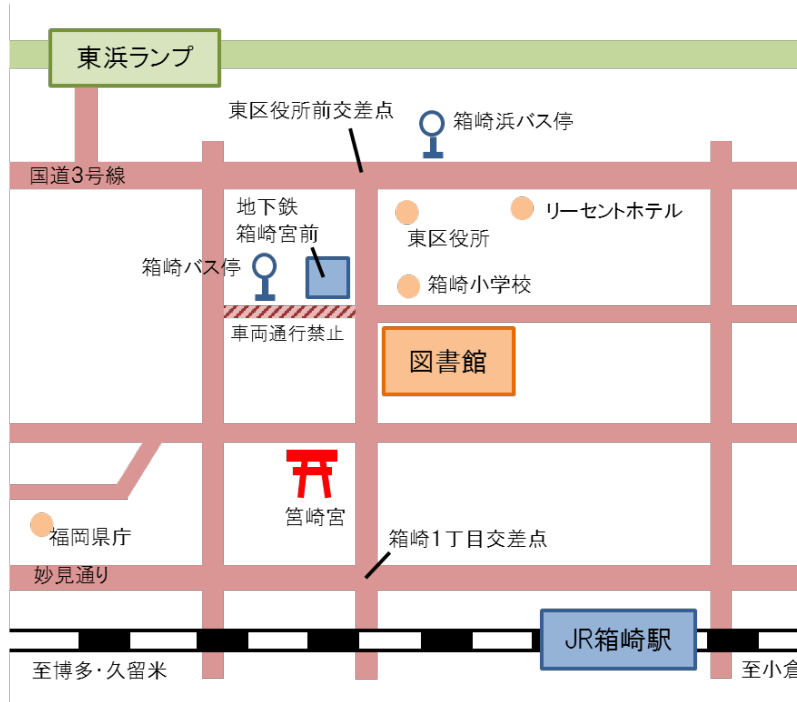 東浜ランプ
東区役所前交差点
箱崎浜バス停
国道3号線
地下鉄
箱崎宮前
リーセントホテル
東区役所
箱崎バス停
箱崎小学校
車両通行禁止
図書館
筥崎宮
福岡県庁
箱崎1丁目交差点
妙見通り
JR箱崎駅
至博多・久留米
至小倉